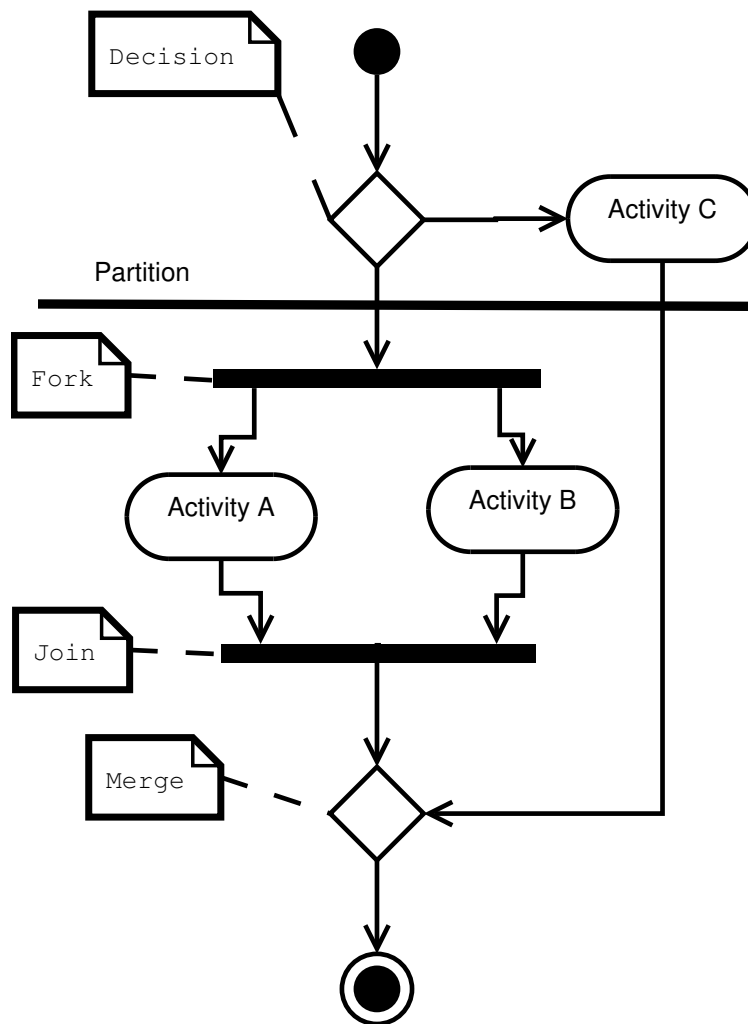 Decision
Activity C
Partition
Fork
Activity A
Activity B
Join
Merge